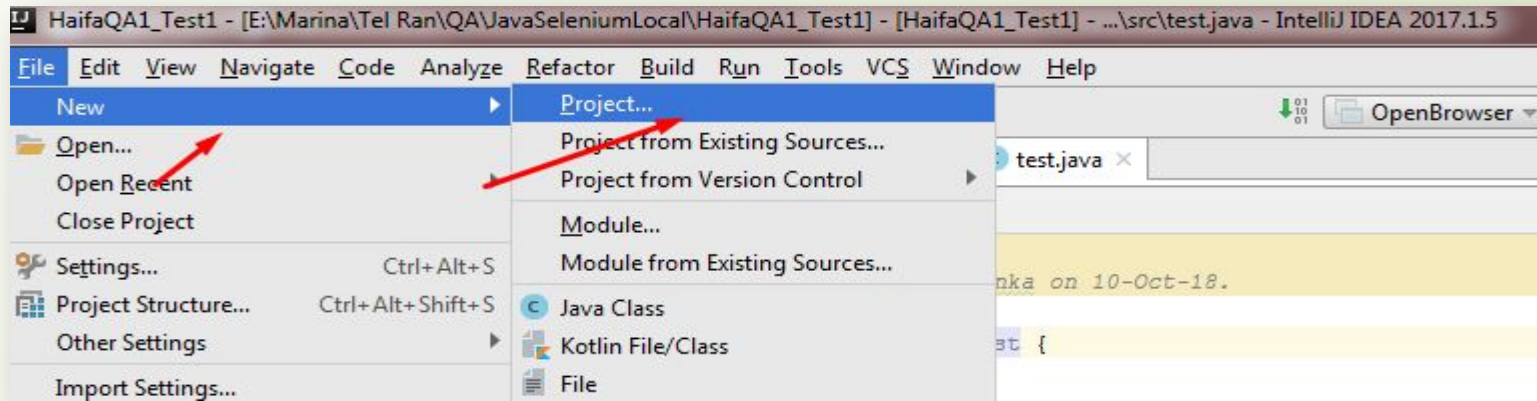 HaifaQA1_Test1 - [E:\Marina\Tel Ran\QA\JavaSeleniumLocal\HaifaQA1_Test1] - [HaifaQA1_Test1] - ...\src\test.java - IntelliJ IDEA 2017.1.5
File Edit View Navigate Code Analyze Refactor Build Run Tools VCS Window Help
New
Open...
Open Recent
Close Project
Settings... Ctrl+Alt+S
Project Structure... Ctrl+Alt+Shift+S
Other Settings
Import Settings...
Project...
Project from Existing Sources...
Project from Version Control
Module...
Module from Existing Sources...
Java Class
Kotlin File/Class
File
OpenBrowser
test.java
nka on 10-Oct-18.
st {